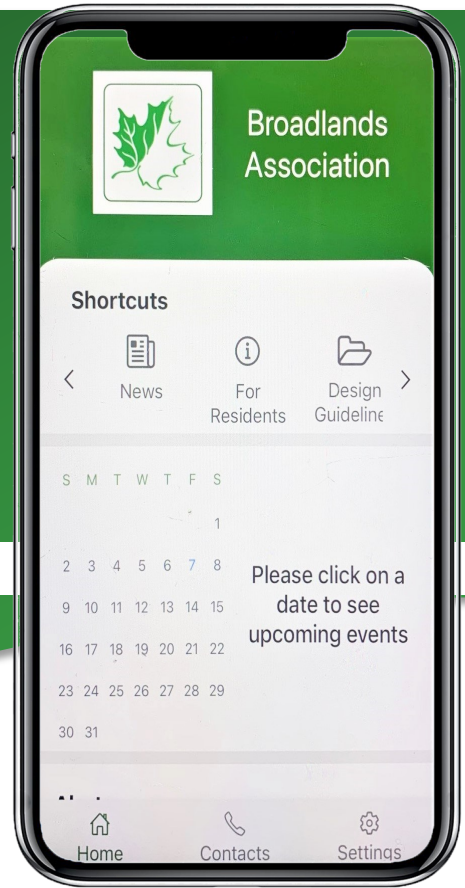 Broadlands
Association
Shortcuts
News
For
Residents
Design
Guideline
S M T W T F S
1
2 3 4 5 6 7 8
9 10 11 12 13 14 15
16 17 18 19 20 21 22
23 24 25 26 27 28 29
30 31
Please click on a
date to see
upcoming events
Home
Contacts
Settings